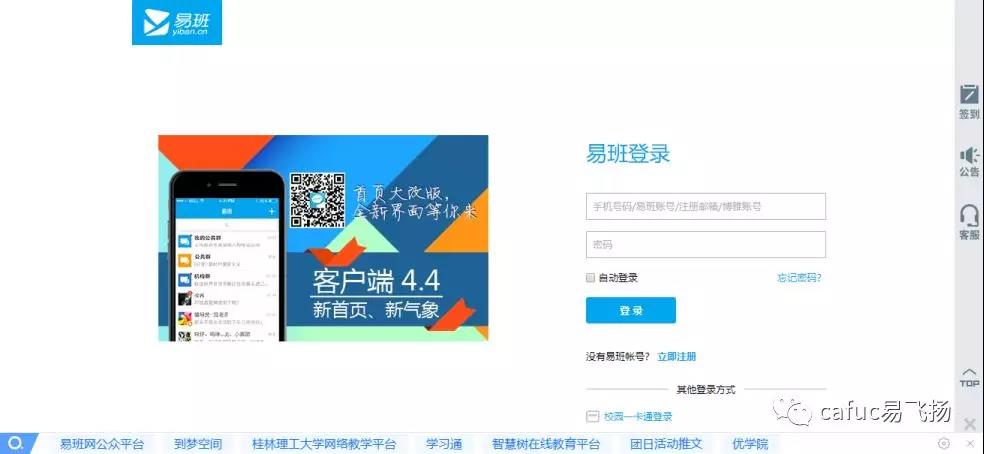 易班
yiban.cn
签到
公告
客服
易班登录
首页大改版,
全新界面等你来
手机号码/易班账号/注册邮箱/博雅账号
易班
我的公客群
公众群
机构群
密码
客户端 4.4
新首页、新气象
自动登录
忘记密码?
登 录
没有易班帐号? 立即注册
其他登录方式
TOP
校园一卡通登录
cafuc易飞扬
易班网公众平台 到梦空间 桂林理工大学网络教学平台 学习通 智慧树在线教育平台 团日活动推文 优学院